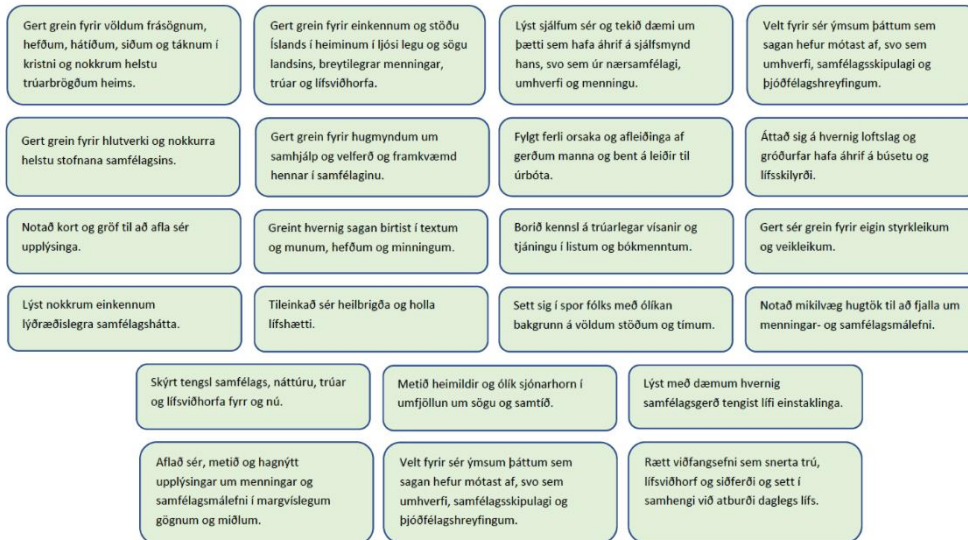 Gert grein fyrir völdum frásögnum,
hefðum, hátíðum, siðum og táknum í
kristni og nokkrum helstu
trúarbrögðum heims.
Gert grein fyrir einkennum og stöðu
Íslands í heiminum í ljósi legu og sögu
landsins, breytilegrar menningar,
trúar og lífsviðhorfa.
Lýst sjálfum sér og tekið dæmi um
þætti sem hafa áhrif á sjálfsmynd
hans, svo sem úr nærsamfélagi,
umhverfi og menningu.
Velt fyrir sér ýmsum þáttum sem
sagan hefur mótast af, svo sem
umhverfi, samfélagsskipulagi og
þjóðfélagshreyfingum.
Gert grein fyrir hlutverki og nokkurra
helstu stofnana samfélagsins.
Gert grein fyrir hugmyndum um
samhjálp og velferð og framkvæmd
hennar í samfélaginu.
Fylgt ferli orsaka og afleiðinga af
gerðum manna og bent á leiðir til
úrbóta.
Áttað sig á hvernig loftslag og
gróðurfar hafa áhrif á búsetu og
lífsskilyrði.
Notað kort og gröf til að afla sér
upplýsinga.
Greint hvernig sagan birtist í textum
og munum, hefðum og minningum.
Borið kennsl á trúarlegar vísanir og
tjáningu í listum og bókmenntum.
Gert sér grein fyrir eigin styrkleikum
og veikleikum.
Lýst nokkrum einkennum
lýðræðislegra samfélagshátta.
Tileinkað sér heilbrigða og holla
lífshætti.
Sett sig í spor fólks með ólíkan
bakgrunn á völdum stöðum og tímum.
Notað mikilvæg hugtök til að fjalla um
menningar- og samfélagsmálefni.
Skýrt tengsl samfélags, náttúru, trúar
og lífsviðhorfa fyrr og nú.
Metið heimildir og ólík sjónarhorn í
umfjöllun um sögu og samtíð.
Lýst með dæmum hvernig
samfélagsgerð tengist lífi einstaklinga.
Aflað sér, metið og hagnýtt
upplýsingar um menningar og
samfélagsmálefni í margvíslegum
gögnum og miðlum.
Velt fyrir sér ýmsum þáttum sem
sagan hefur mótast af, svo sem
umhverfi, samfélagsskipulagi og
þjóðfélagshreyfingum.
Rætt viðfangsefni sem snerta trú,
lífsviðhorf og siðferði og sett í
samhengi við atburði daglegs lífs.